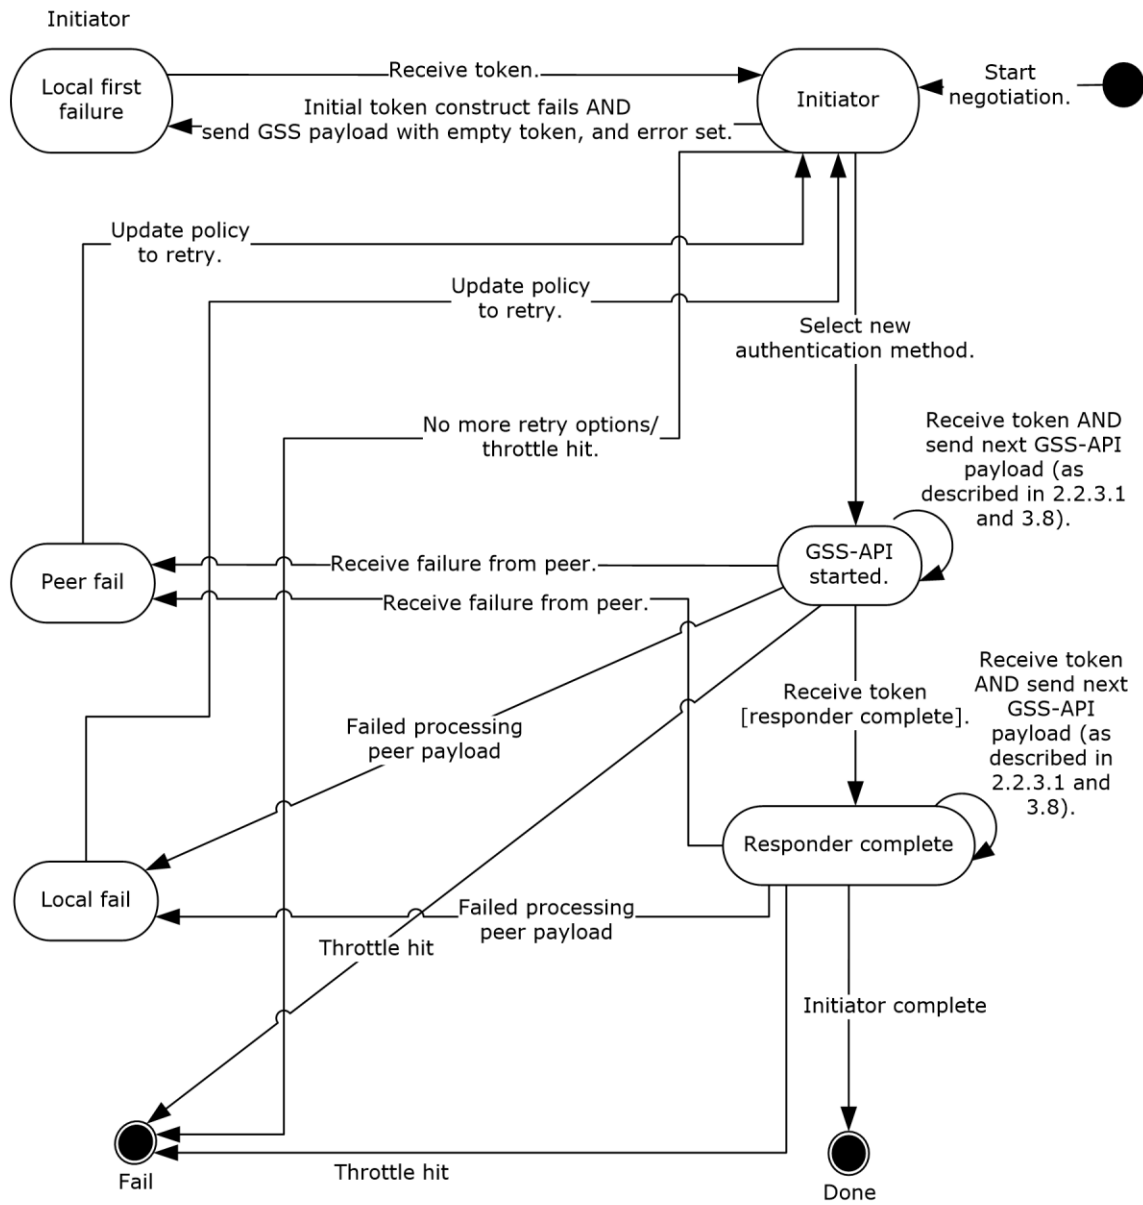 Initiator
Local first
failure
Receive token.
Initiator
Start
negotiation.
Initial token construct fails AND
send GSS payload with empty token, and error set.
Update policy
to retry.
Update policy
to retry.
Select new
authentication method.
No more retry options/
throttle hit.
Receive token AND
send next GSS-API
payload (as
described in 2.2.3.1
and 3.8).
GSS-API
started.
Peer fail
Receive failure from peer.
Receive failure from peer.
Receive token
[responder complete].
Receive token
AND send next
GSS-API
payload (as
described in
2.2.3.1 and
3.8).
Failed processing
peer payload
Responder complete
Local fail
Failed processing
peer payload
Throttle hit
Initiator complete
Fail
Throttle hit
Done